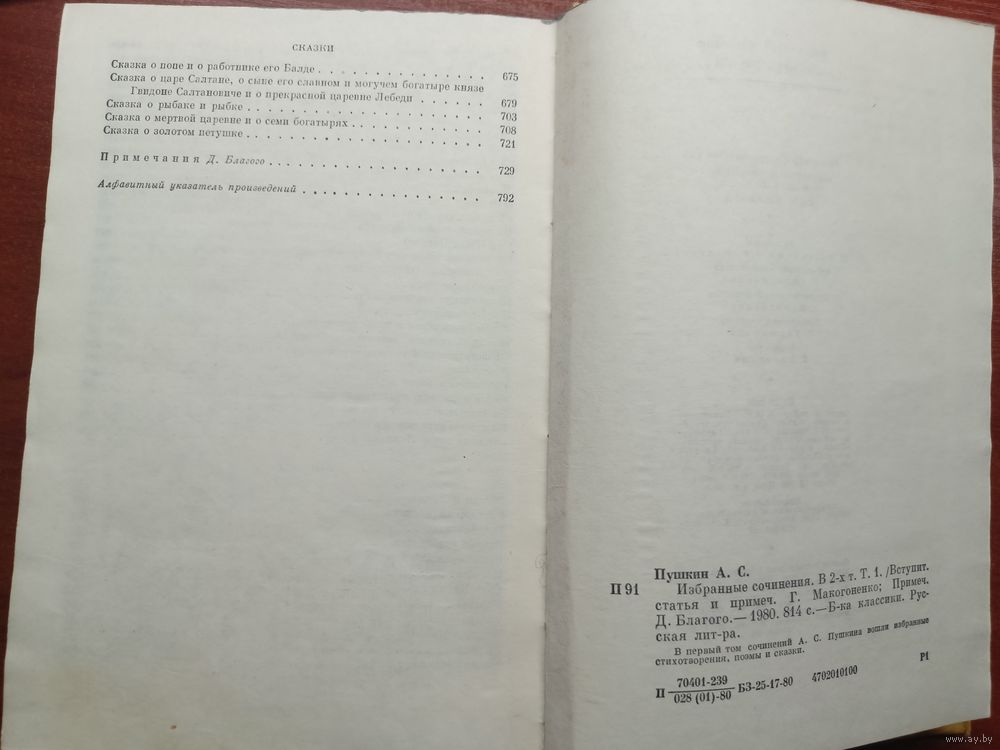 СКАЗКИ
Сказка о попе и о работнике его Балде . . . . . . . . . . . . . . 675
Сказка о царе Салтане, о сыне его славном и могучем богатыре князе
Гвидоне Салтановиче и о прекрасной царевне Лебеди . . . . . . 679
Сказка о рыбаке и рыбке . . . . . . . . . . . . . . . . . . 703
Сказка о мертвой царевне и о семи богатырях . . . . . . . . . . 708
Сказка о золотом петушке . . . . . . . . . . . . . . . . . . 721
Примечания Д. Благого . . . . . . . . . . . . . . . . 729
Алфавитный указатель произведений . . . . . . . . . . . . . . 792
Пушкин А. С.
П 91 Избранные сочинения. В 2-х т. Т. 1. /Вступит.
статья и примеч. Г. Макогоненко; Примеч.
Д. Благого.— 1980. 814 с.—Б-ка классики. Рус-
ская лит-ра.
В первый том сочинений А. С. Пушкина вошли избранные
стихотворения, поэмы и сказки.
П 70401-239 / 028 (01)-80 БЗ-25-17-80 4702010100 Р1
www.ay.by